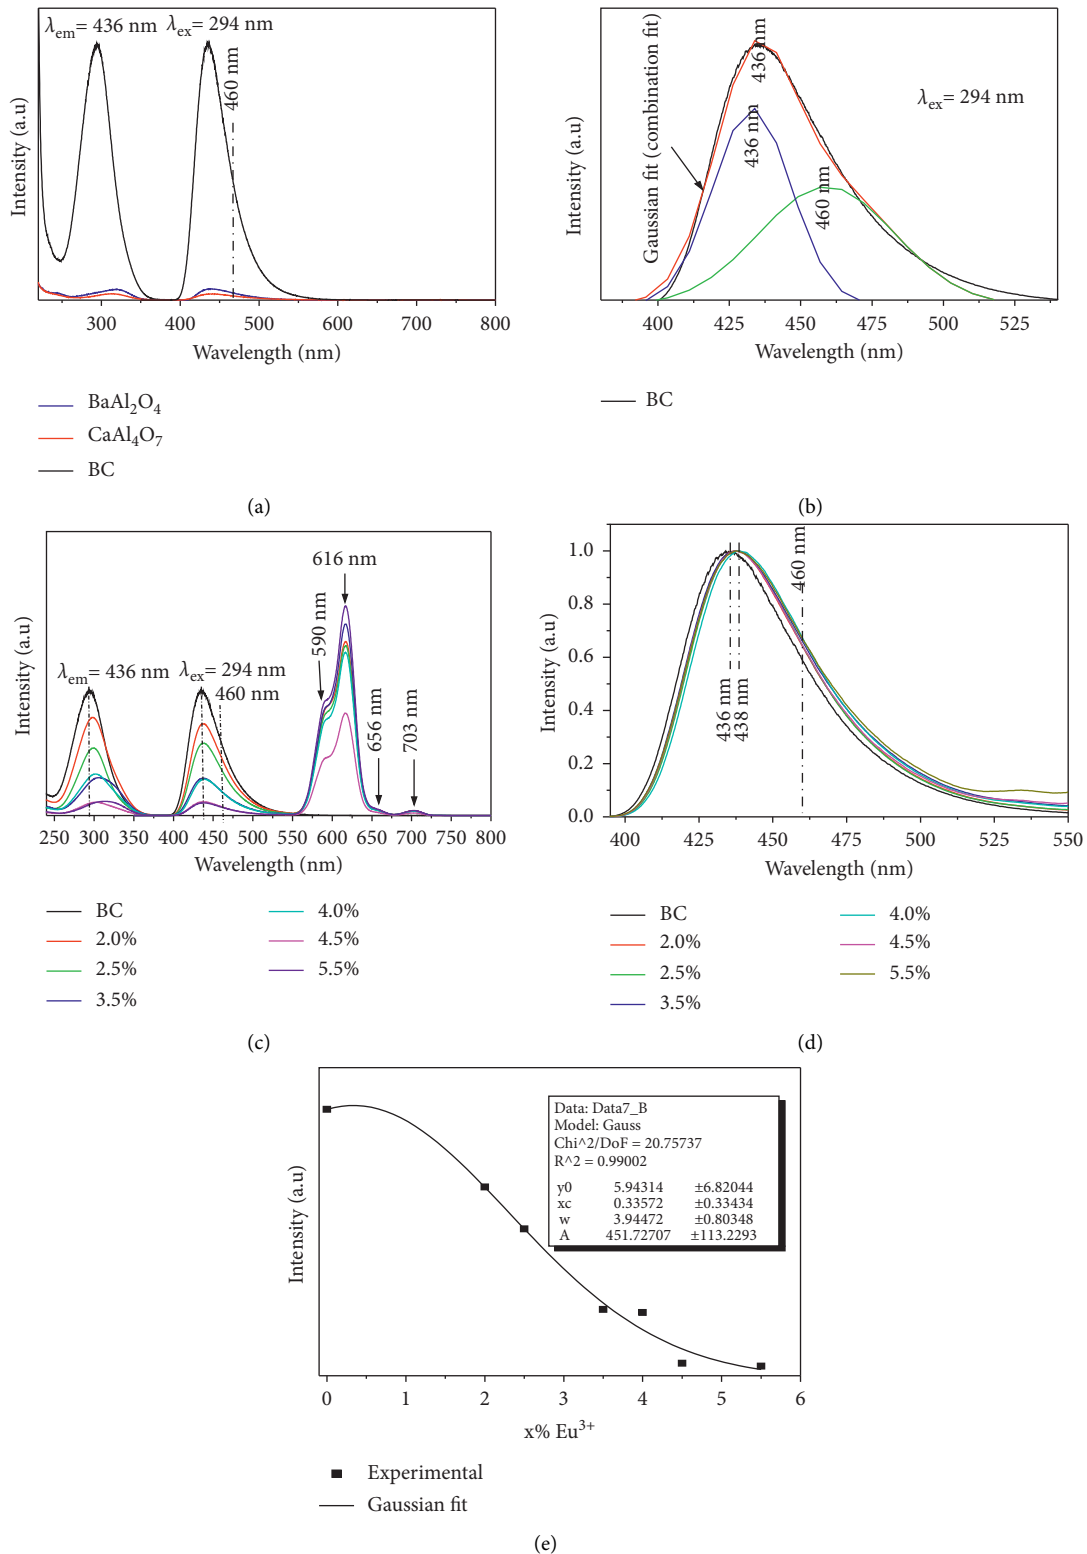 λem = 436 nm λex = 294 nm
460 nm
Intensity (a.u)
300 400 500 600 700 800
Wavelength (nm)
BaAl2O4
CaAl4O7
BC
(a)
Gaussian fit (combination fit)
436 nm
436 nm
460 nm
λex = 294 nm
Intensity (a.u)
400 425 450 475 500 525
Wavelength (nm)
BC
(b)
616 nm
590 nm
λem = 436 nm λex = 294 nm
460 nm
656 nm
703 nm
Intensity (a.u)
250 300 350 400 450 500 550 600 650 700 750 800
Wavelength (nm)
BC
2.0%
2.5%
3.5%
4.0%
4.5%
5.5%
(c)
1.0
0.8
0.6
0.4
0.2
0.0
Intensity (a.u)
436 nm
438 nm
460 nm
400 425 450 475 500 525 550
Wavelength (nm)
BC
2.0%
2.5%
3.5%
4.0%
4.5%
5.5%
(d)
Data: Data7_B
Model: Gauss
Chi^2/DoF = 20.75737
R^2 = 0.99002
y0 5.94314 ±6.82044
xc 0.33572 ±0.33434
w 3.94472 ±0.80348
A 451.72707 ±113.2293
Intensity (a.u)
0 1 2 3 4 5 6
x% Eu3+
Experimental
Gaussian fit
(e)